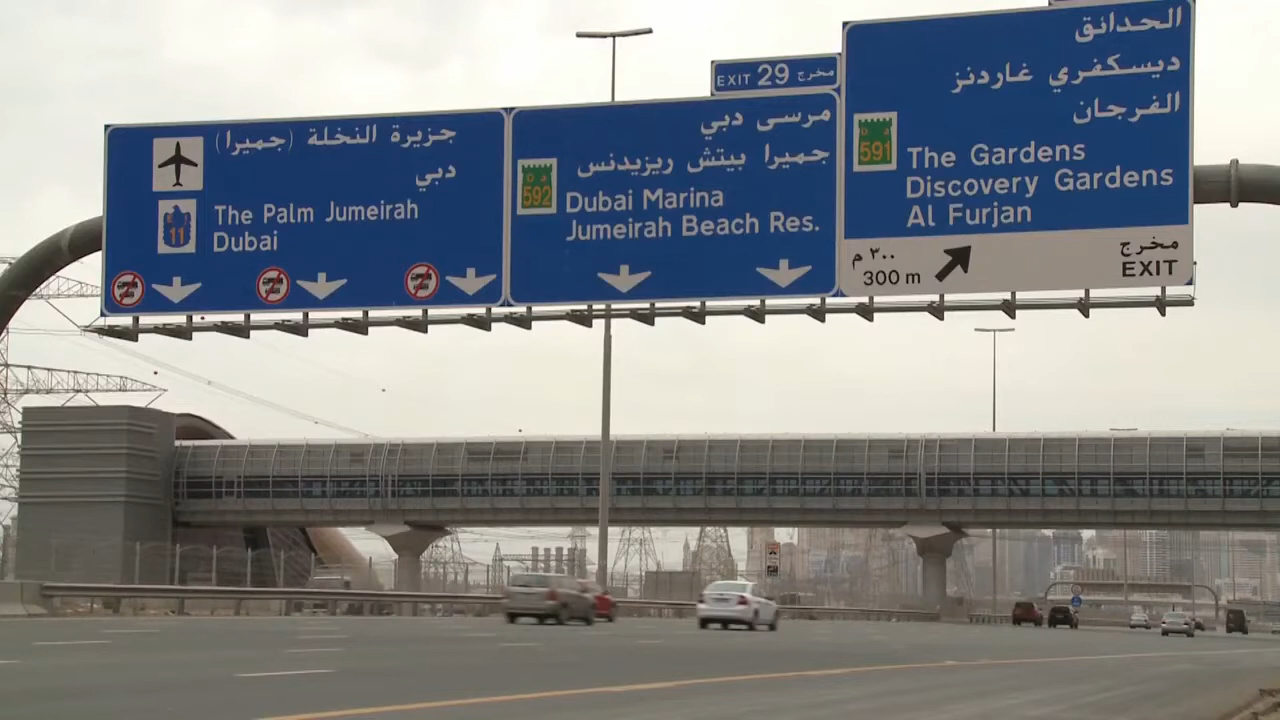 جزيرة النخلة (جميرا)
دبي
11
The Palm Jumeirah
Dubai
EXIT 29 مخرج
مرسى دبي
جميرا بيتش ريزيدنس
592
Dubai Marina
Jumeirah Beach Res.
الحدائق
ديسكفري غاردنز
الفرجان
591
The Gardens
Discovery Gardens
Al Furjan
٣٠٠ م
300 m
مخرج
EXIT